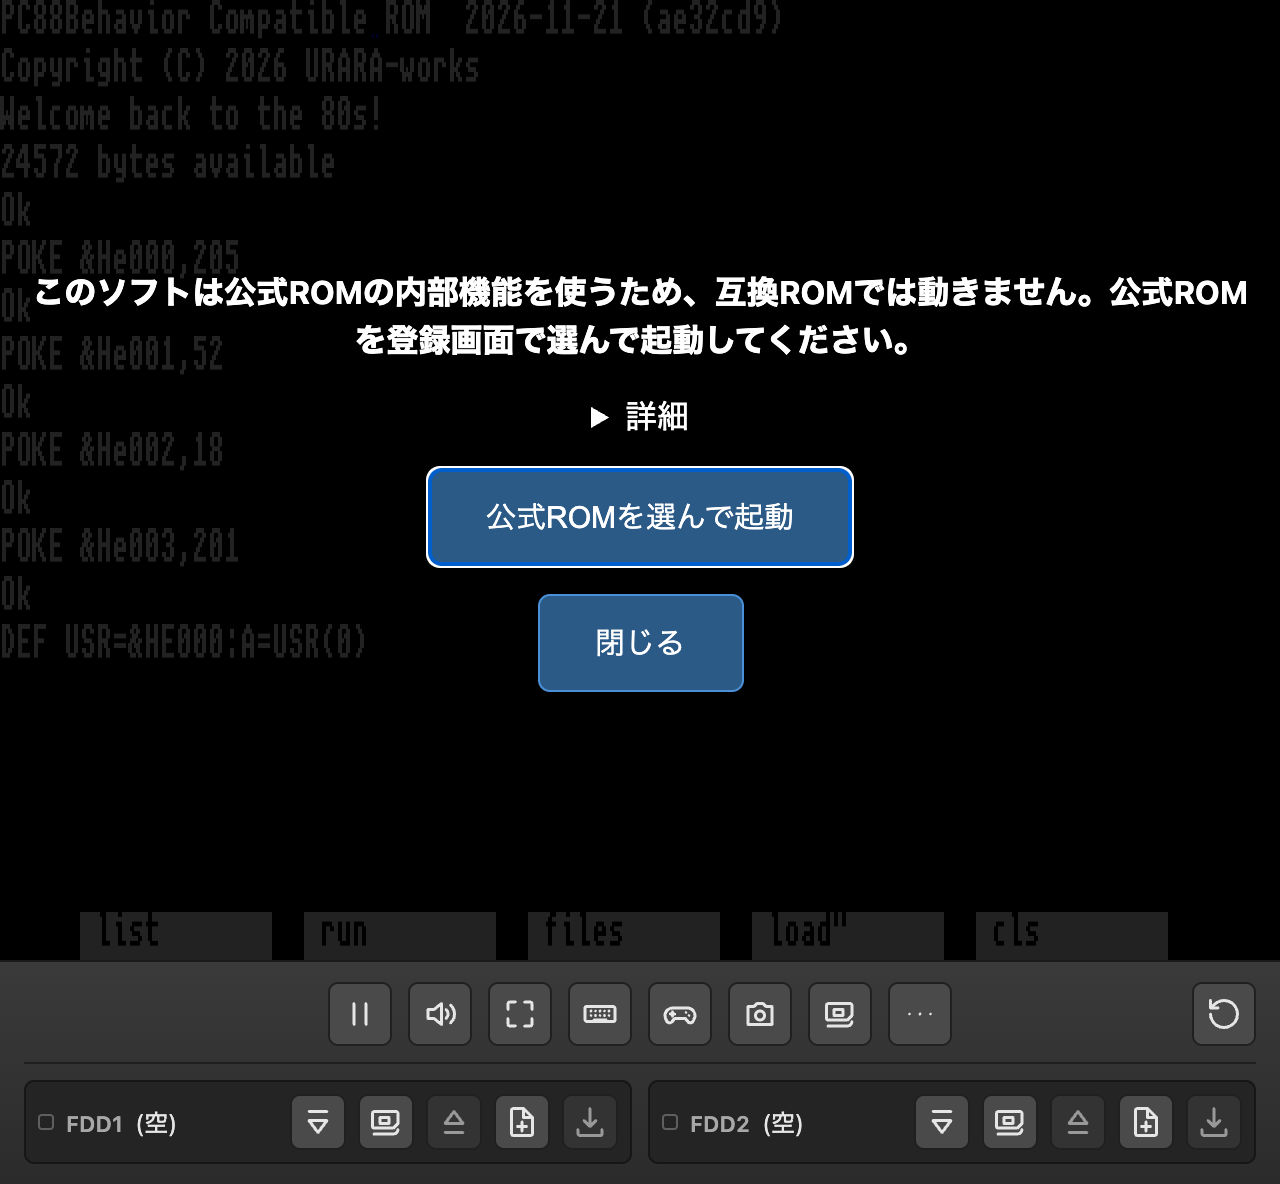 PC88Behavior Compatible ROM  2026-11-21 (ae32cd9)
Copyright (C) 2026 URARA-works
Welcome back to the 80s!
24572 bytes available
Ok
POKE &He000,205
Ok
POKE &He001,52
Ok
POKE &He002,18
Ok
POKE &He003,201
Ok
DEF USR=&HE000:A=USR(0)
このソフトは公式ROMの内部機能を使うため、互換ROMでは動きません。公式ROM
を登録画面で選んで起動してください。
▶ 詳細
公式ROMを選んで起動
閉じる
list run files load" cls
FDD1 (空) FDD2 (空)